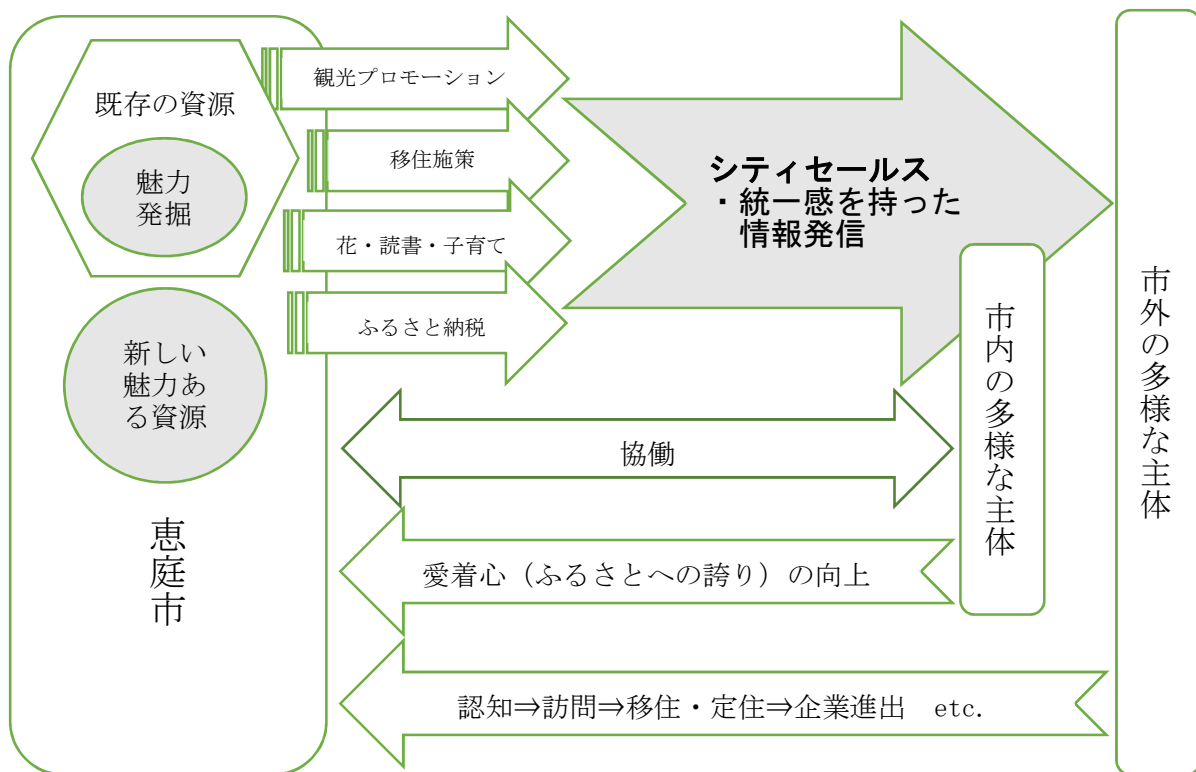 既存の資源
魅力
発掘
新しい
魅力あ
る資源
恵庭市
観光プロモーション
移住施策
花・読書・子育て
ふるさと納税
シティセールス
・統一感を持った
情報発信
協働
愛着心（ふるさとへの誇り）の向上
認知⇒訪問⇒移住・定住⇒企業進出　etc.
市内の多様な主体
市外の多様な主体